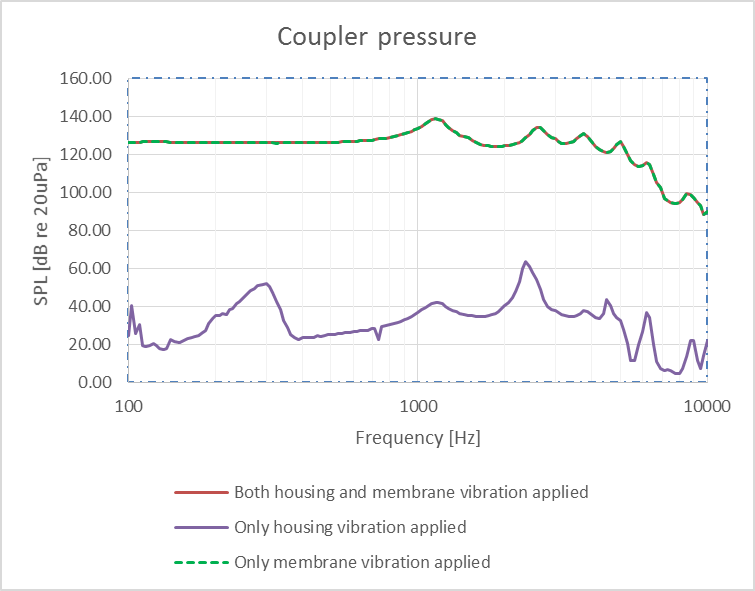 Coupler pressure
160.00
140.00
120.00
100.00
80.00
60.00
40.00
20.00
0.00
SPL [dB re 20uPa]
100 1000 10000
Frequency [Hz]
Both housing and membrane vibration applied
Only housing vibration applied
Only membrane vibration applied